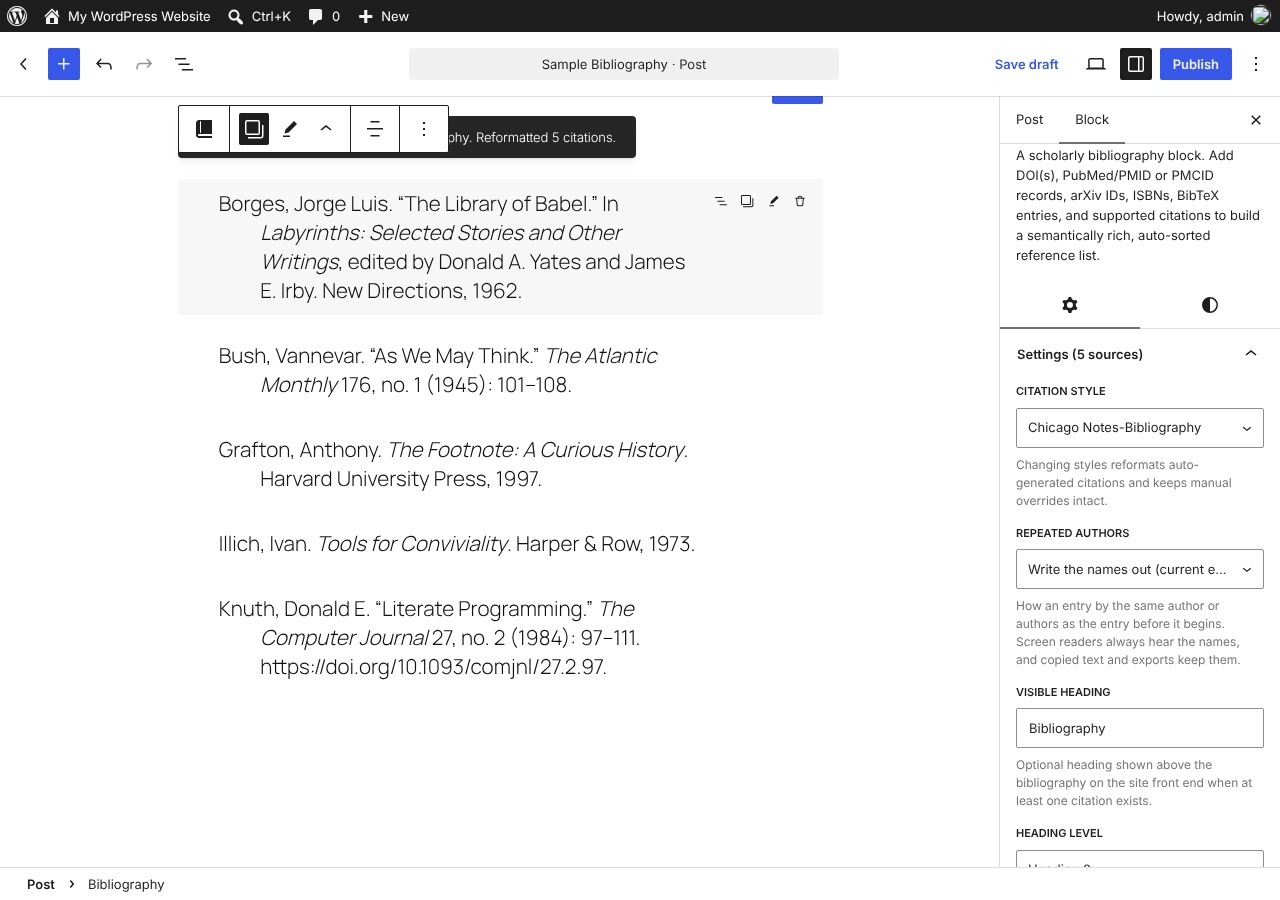 My WordPress Website Ctrl+K 0 New Howdy, admin
Sample Bibliography · Post Save draft Publish
phy. Reformatted 5 citations.
Borges, Jorge Luis. “The Library of Babel.” In
Labyrinths: Selected Stories and Other
Writings, edited by Donald A. Yates and James
E. Irby. New Directions, 1962.
Bush, Vannevar. “As We May Think.” The Atlantic
Monthly 176, no. 1 (1945): 101–108.
Grafton, Anthony. The Footnote: A Curious History.
Harvard University Press, 1997.
Illich, Ivan. Tools for Conviviality. Harper & Row, 1973.
Knuth, Donald E. “Literate Programming.” The
Computer Journal 27, no. 2 (1984): 97–111.
https://doi.org/10.1093/comjnl/27.2.97.
Post Block
A scholarly bibliography block. Add
DOI(s), PubMed/PMID or PMCID
records, arXiv IDs, ISBNs, BibTeX
entries, and supported citations to build
a semantically rich, auto-sorted
reference list.
Settings (5 sources)
CITATION STYLE
Chicago Notes-Bibliography
Changing styles reformats auto-
generated citations and keeps manual
overrides intact.
REPEATED AUTHORS
Write the names out (current e...
How an entry by the same author or
authors as the entry before it begins.
Screen readers always hear the names,
and copied text and exports keep them.
VISIBLE HEADING
Bibliography
Optional heading shown above the
bibliography on the site front end when at
least one citation exists.
HEADING LEVEL
Post Bibliography